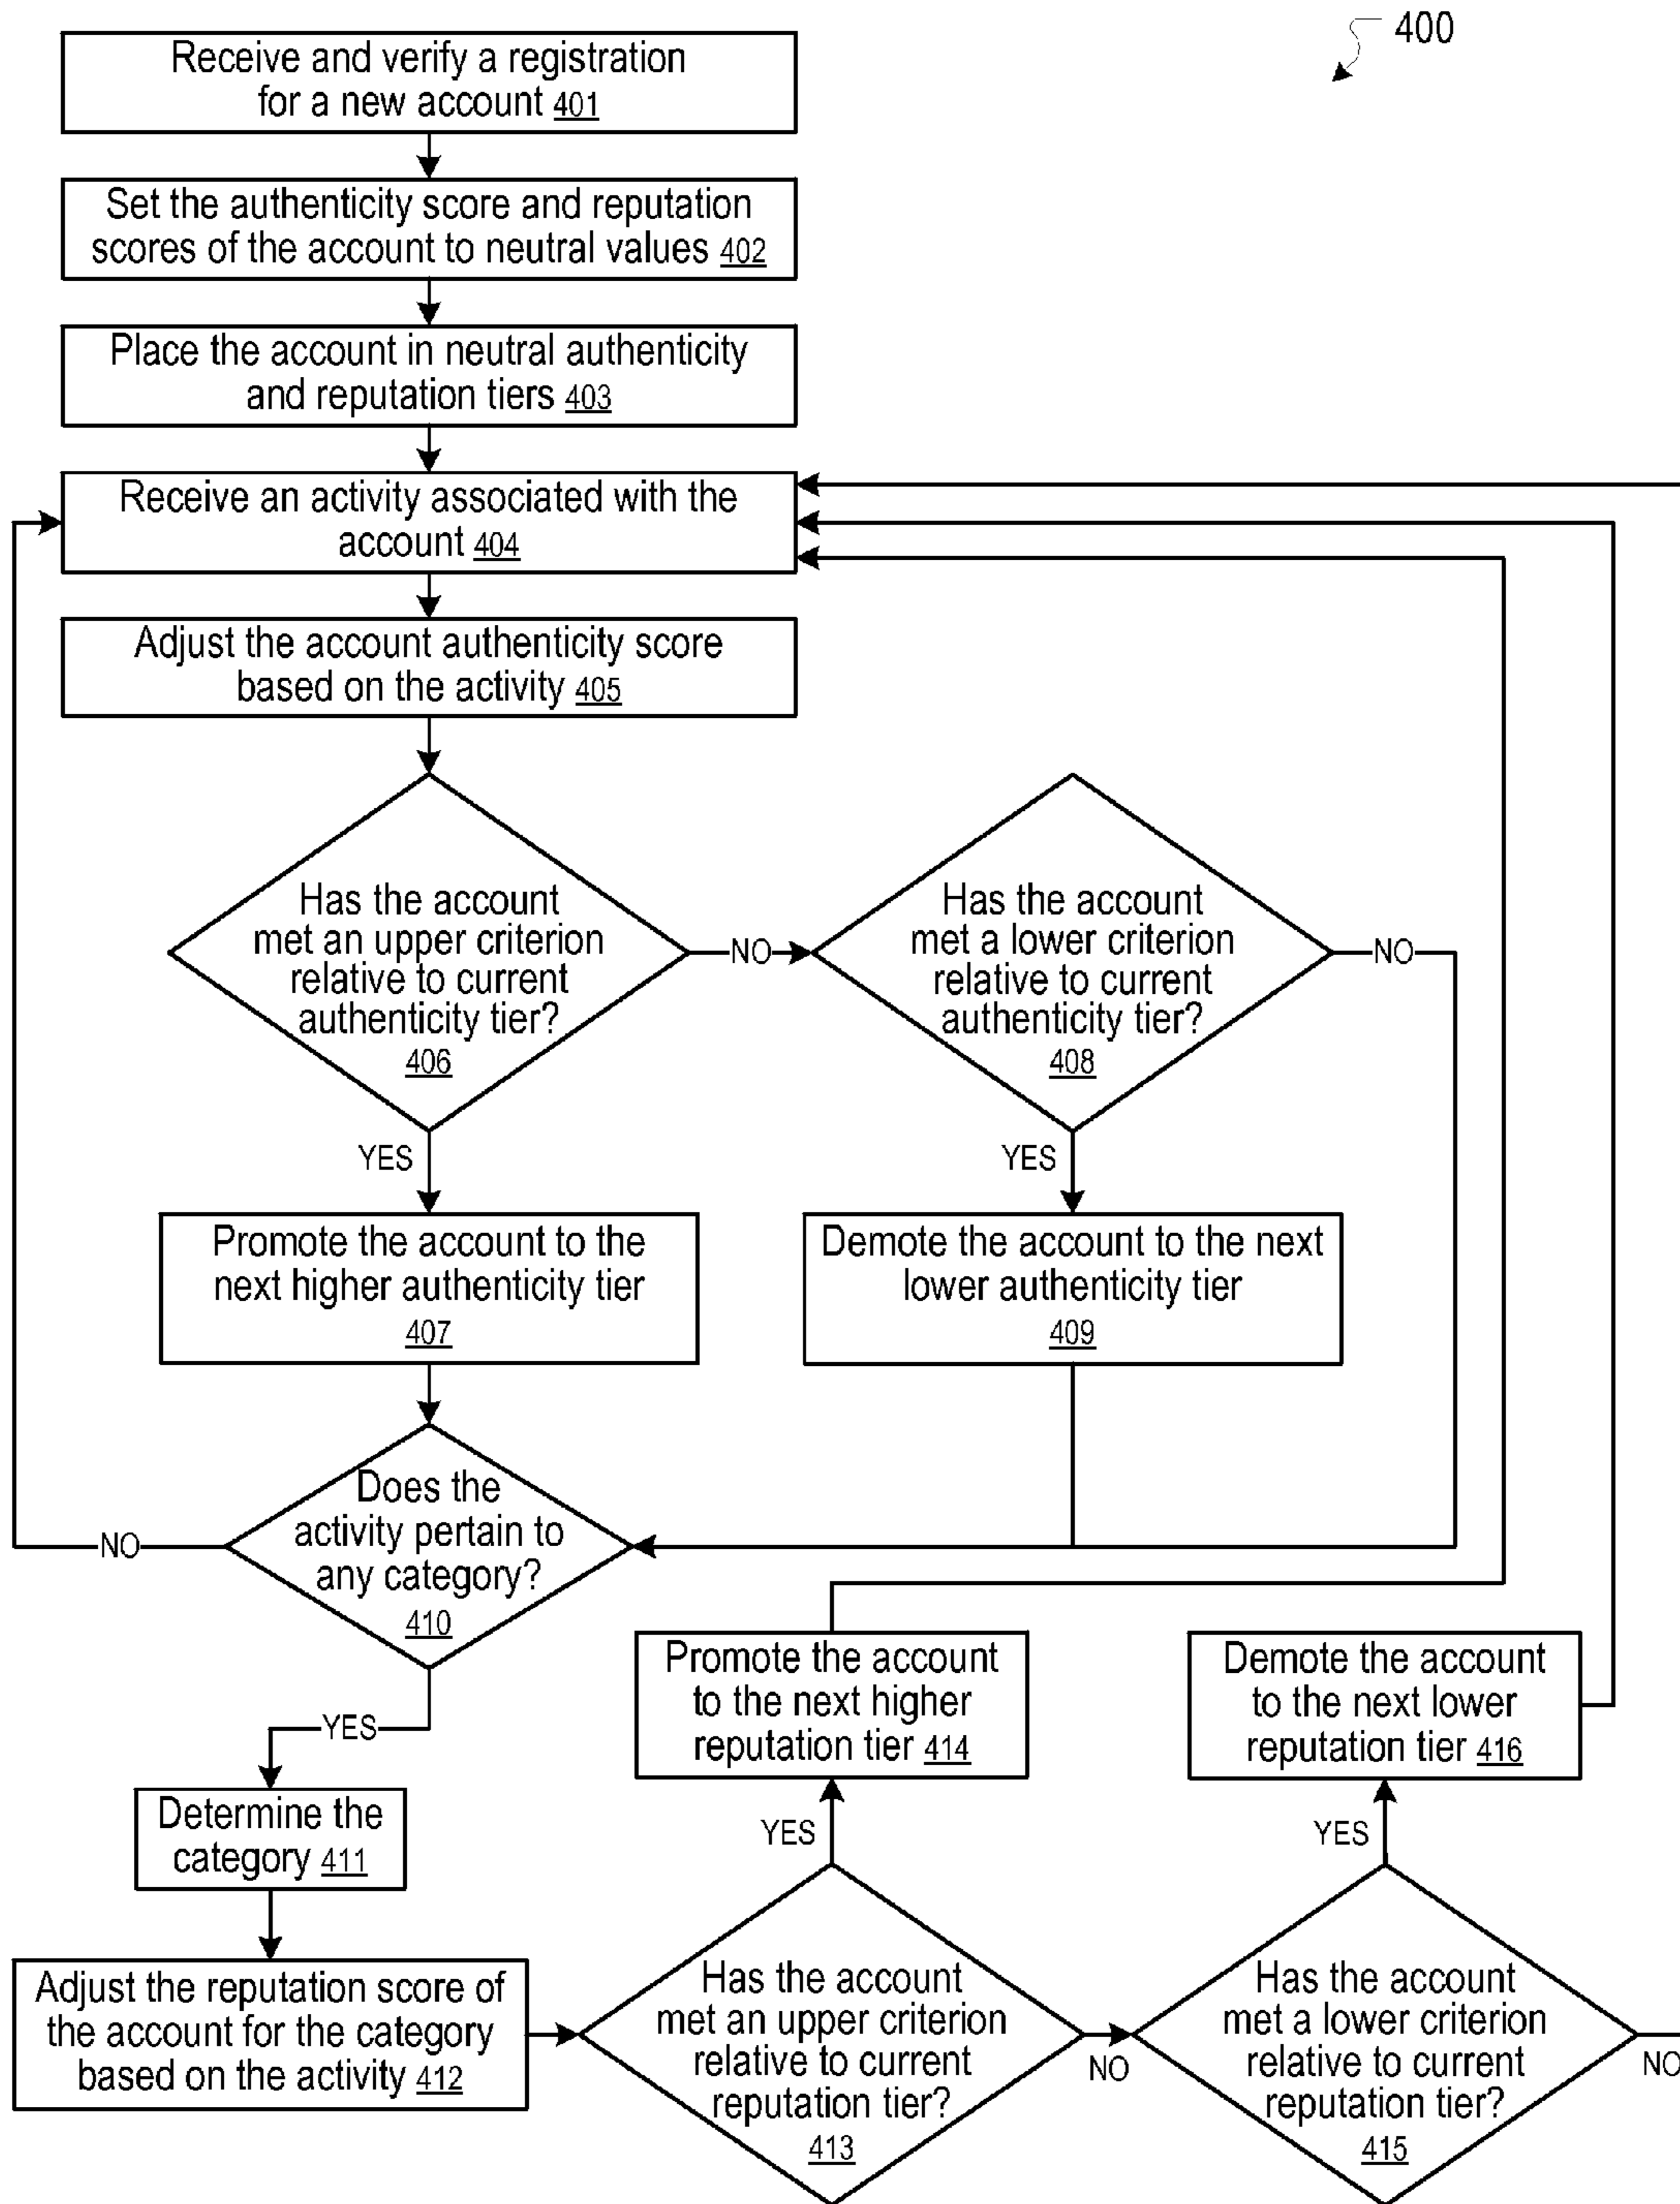 400
Receive and verify a registration
for a new account 401
Set the authenticity score and reputation
scores of the account to neutral values 402
Place the account in neutral authenticity
and reputation tiers 403
Receive an activity associated with the
account 404
Adjust the account authenticity score
based on the activity 405
Has the account
met an upper criterion
relative to current
authenticity tier?
406
NO
Has the account
met a lower criterion
relative to current
authenticity tier?
408
NO
YES
YES
Promote the account to the
next higher authenticity tier
407
Demote the account to the next
lower authenticity tier
409
Does the
activity pertain to
any category?
410
NO
YES
Determine the
category 411
Adjust the reputation score of
the account for the category
based on the activity 412
Promote the account
to the next higher
reputation tier 414
YES
Has the account
met an upper criterion
relative to current
reputation tier?
413
NO
Demote the account
to the next lower
reputation tier 416
YES
Has the account
met a lower criterion
relative to current
reputation tier?
415
NO